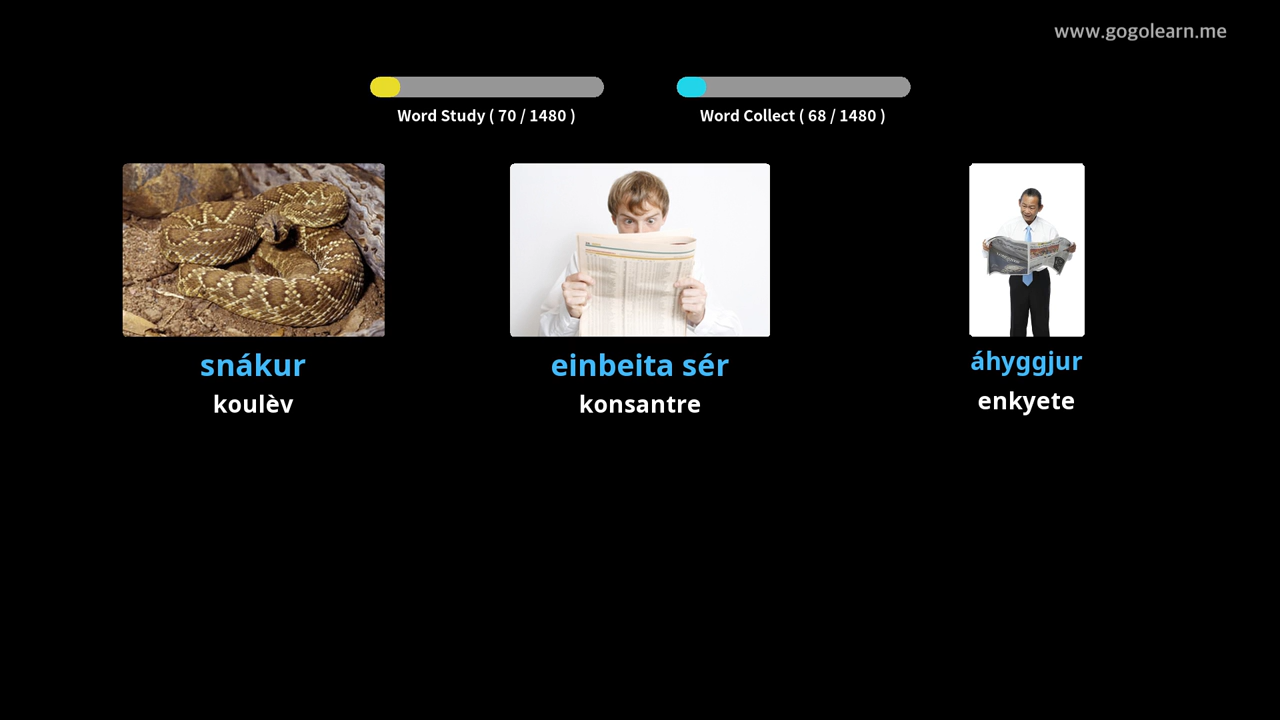 www.gogolearn.me
Word Study ( 70 / 1480 )
Word Collect ( 68 / 1480 )
snákur
koulèv
einbeita sér
konsantre
áhyggjur
enkyete